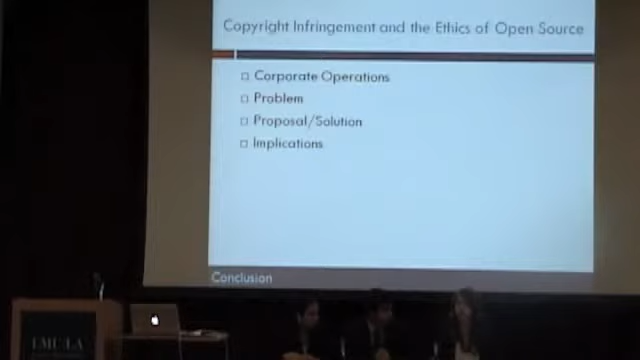 Copyright Infringement and the Ethics of Open Source
Corporate Operations
Problem
Proposal/Solution
Implications
Conclusion
LMU/LA